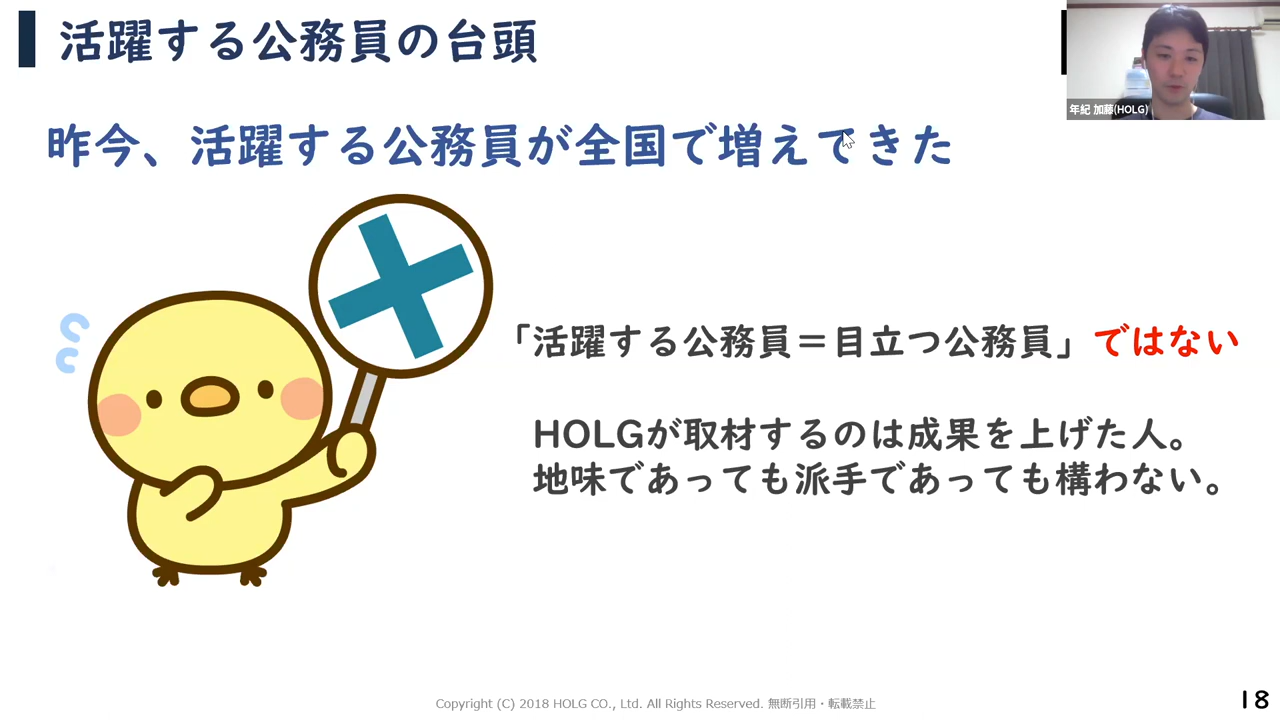 活躍する公務員の台頭
年紀 加藤(HOLG)
昨今、活躍する公務員が全国で増えてきた
「活躍する公務員＝目立つ公務員」ではない
HOLGが取材するのは成果を上げた人。
地味であっても派手であっても構わない。
Copyright (C) 2018 HOLG CO., Ltd. All Rights Reserved. 無断引用・転載禁止
18